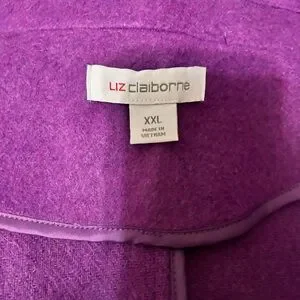 LIZ claiborne
XXL
MADE IN
VIETNAM